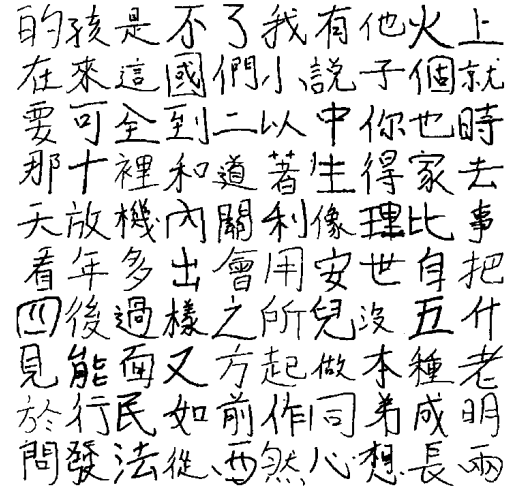 的孩是不了我有他火上
在來這國們小説子個就
要可全到二以中你也時
那十裡和道著生得家去
天放機內關利像理比事
看年多出會用安世自把
四後過樣之所兒沒五什
見能面又方起做本種老
於行民如前作同弟成明
問發法從西然心想長兩